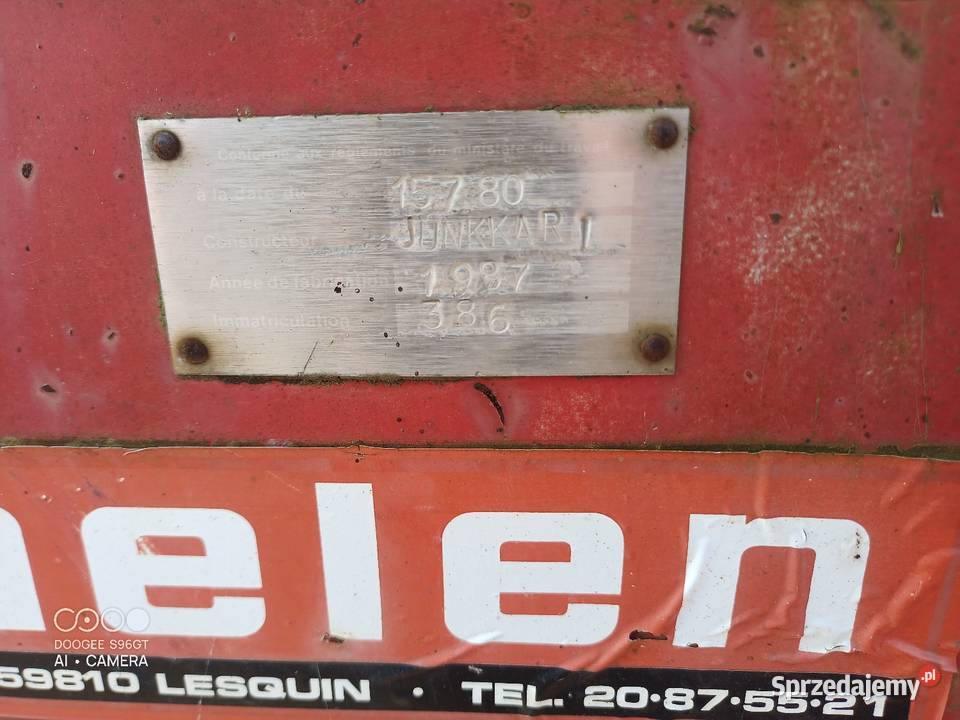 Conforme aux règlements du ministère du travail
à la date du 15 7 80
Constructeur JUNKKARI
Année de fabrication 1987
Immatriculation 386
elen
59810 LESQUIN • TEL. 20•87•55•21
DOOGEE S96GT
AI • CAMERA
Sprzedajemy.pl